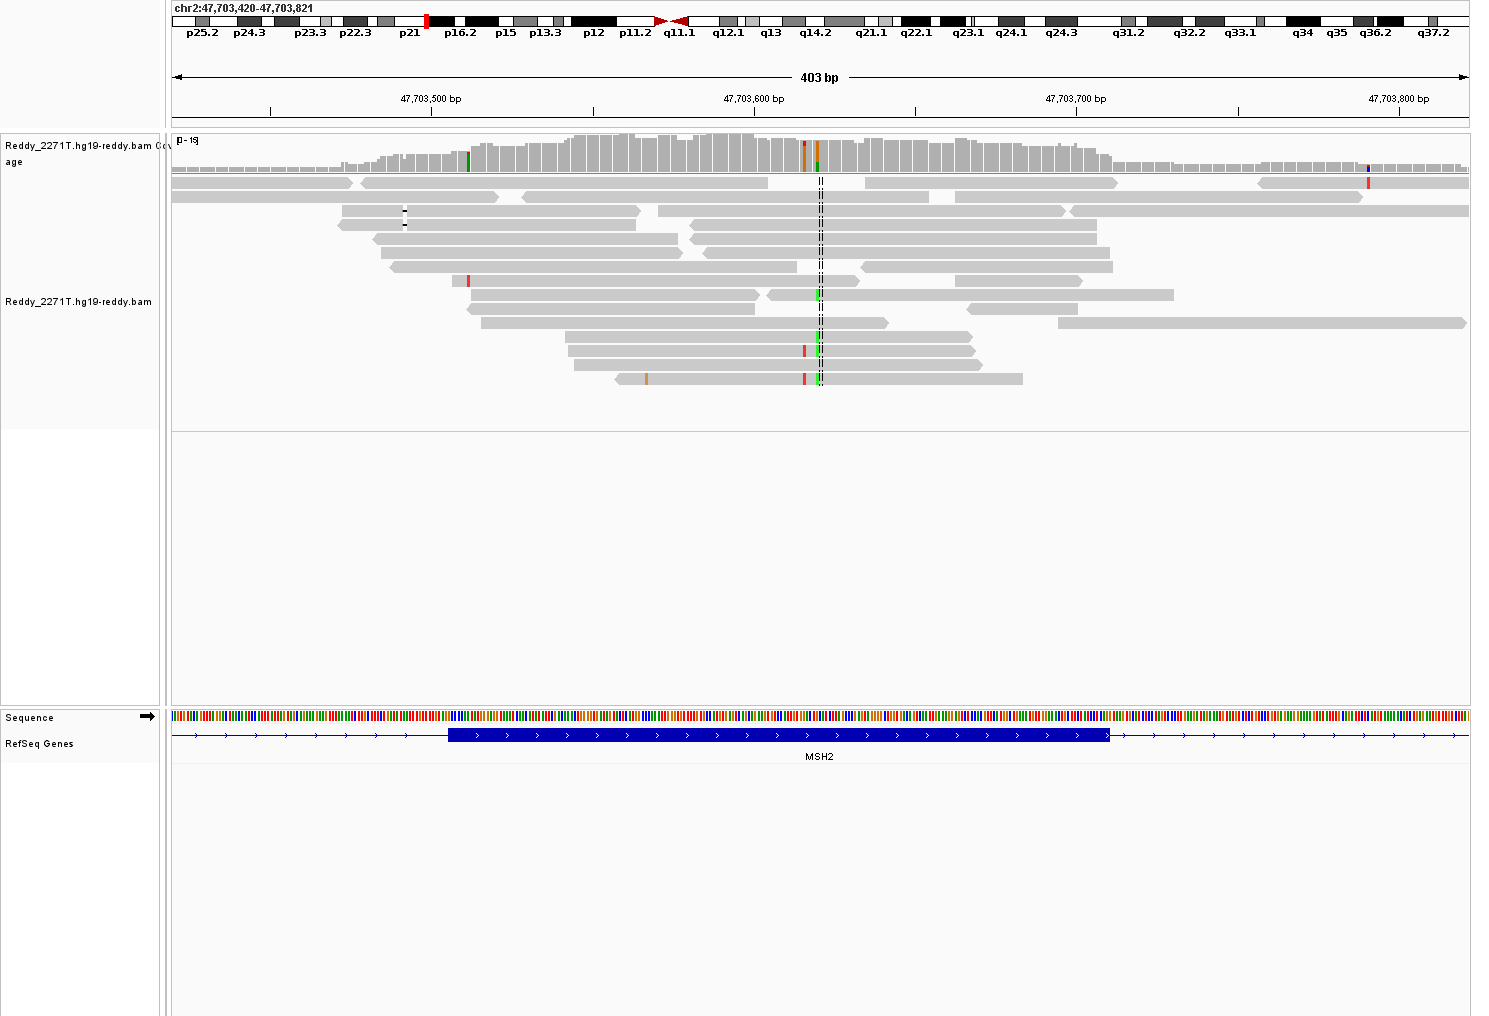 chr2:47,703,420-47,703,821
p25.2 p24.3 p23.3 p22.3 p21 p16.2 p15 p13.3 p12 p11.2 q11.1 q12.1 q13 q14.2 q21.1 q22.1 q23.1 q24.1 q24.3 q31.2 q32.2 q33.1 q34 q35 q36.2 q37.2
403 bp
47,703,500 bp 47,703,600 bp 47,703,700 bp 47,703,800 bp
Reddy_2271T.hg19-reddy.bam Cov
age
[0 - 19]
Reddy_2271T.hg19-reddy.bam
Sequence
RefSeq Genes
MSH2